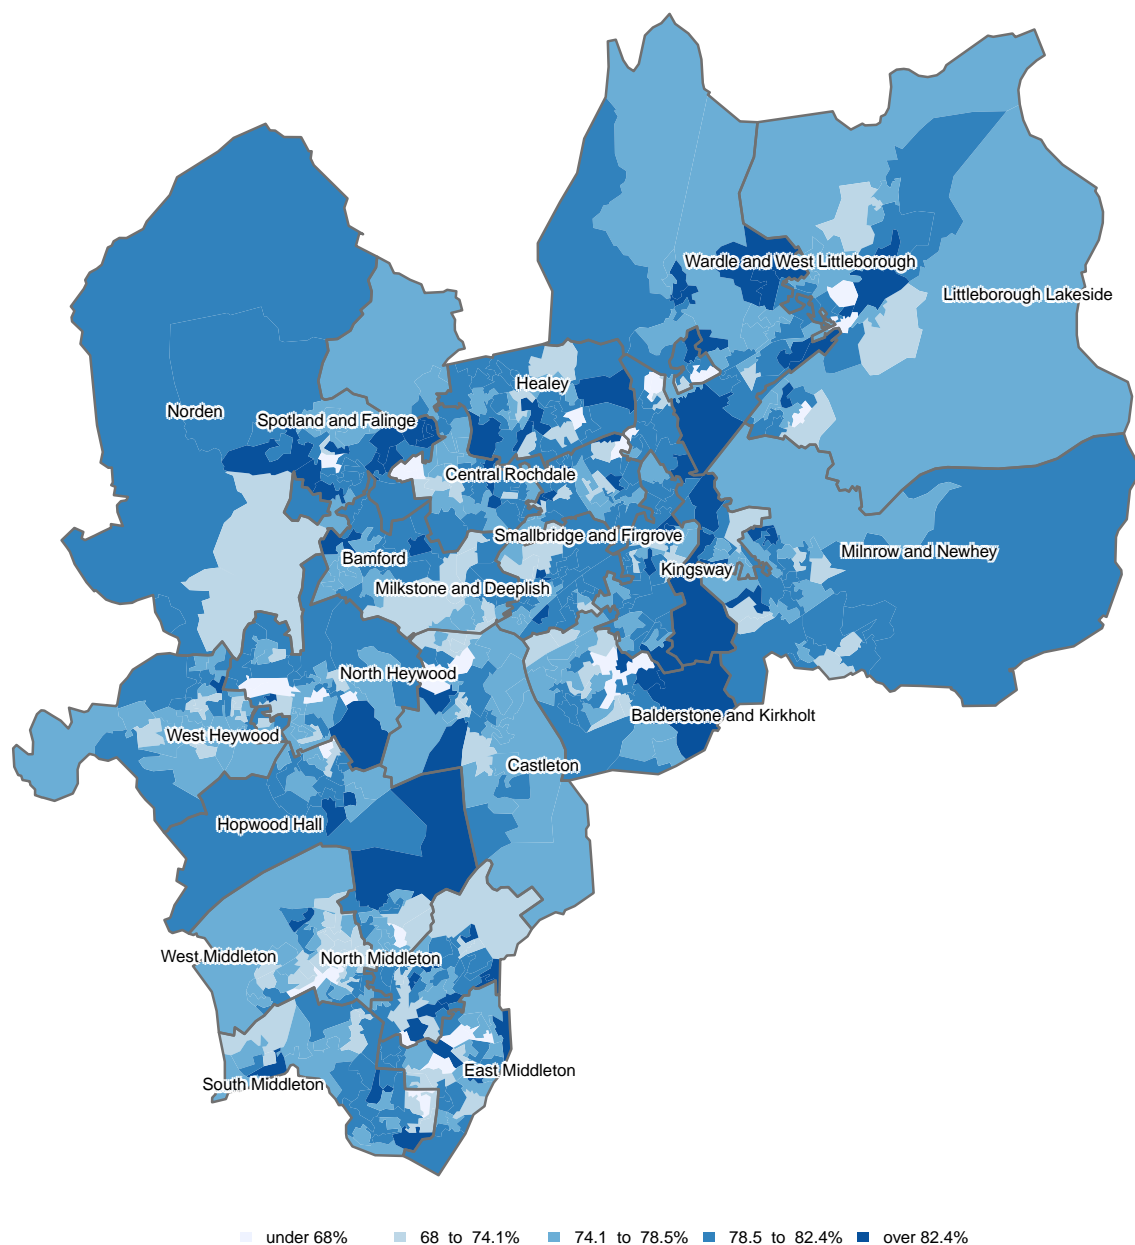 Wardle and West Littleborough
Littleborough Lakeside
Healey
Norden
Spotland and Falinge
Central Rochdale
Smallbridge and Firgrove
Milnrow and Newhey
Bamford
Kingsway
Milkstone and Deeplish
North Heywood
Balderstone and Kirkholt
West Heywood
Castleton
Hopwood Hall
West Middleton
North Middleton
East Middleton
South Middleton
under 68% 68 to 74.1% 74.1 to 78.5% 78.5 to 82.4% over 82.4%